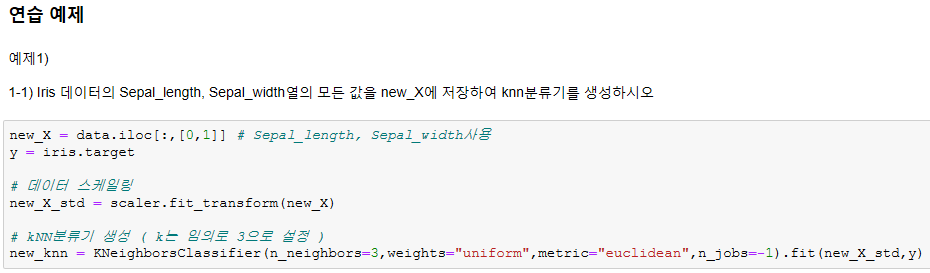 연습 예제
예제1)
1-1) Iris 데이터의 Sepal_length, Sepal_width열의 모든 값을 new_X에 저장하여 knn분류기를 생성하시오
new_X = data.iloc[:,[0,1]] # Sepal_length, Sepal_width사용
y = iris.target
# 데이터 스케일링
new_X_std = scaler.fit_transform(new_X)
# kNN분류기 생성 ( k는 임의로 3으로 설정 )
new_knn = KNeighborsClassifier(n_neighbors=3,weights="uniform",metric="euclidean",n_jobs=-1).fit(new_X_std,y)